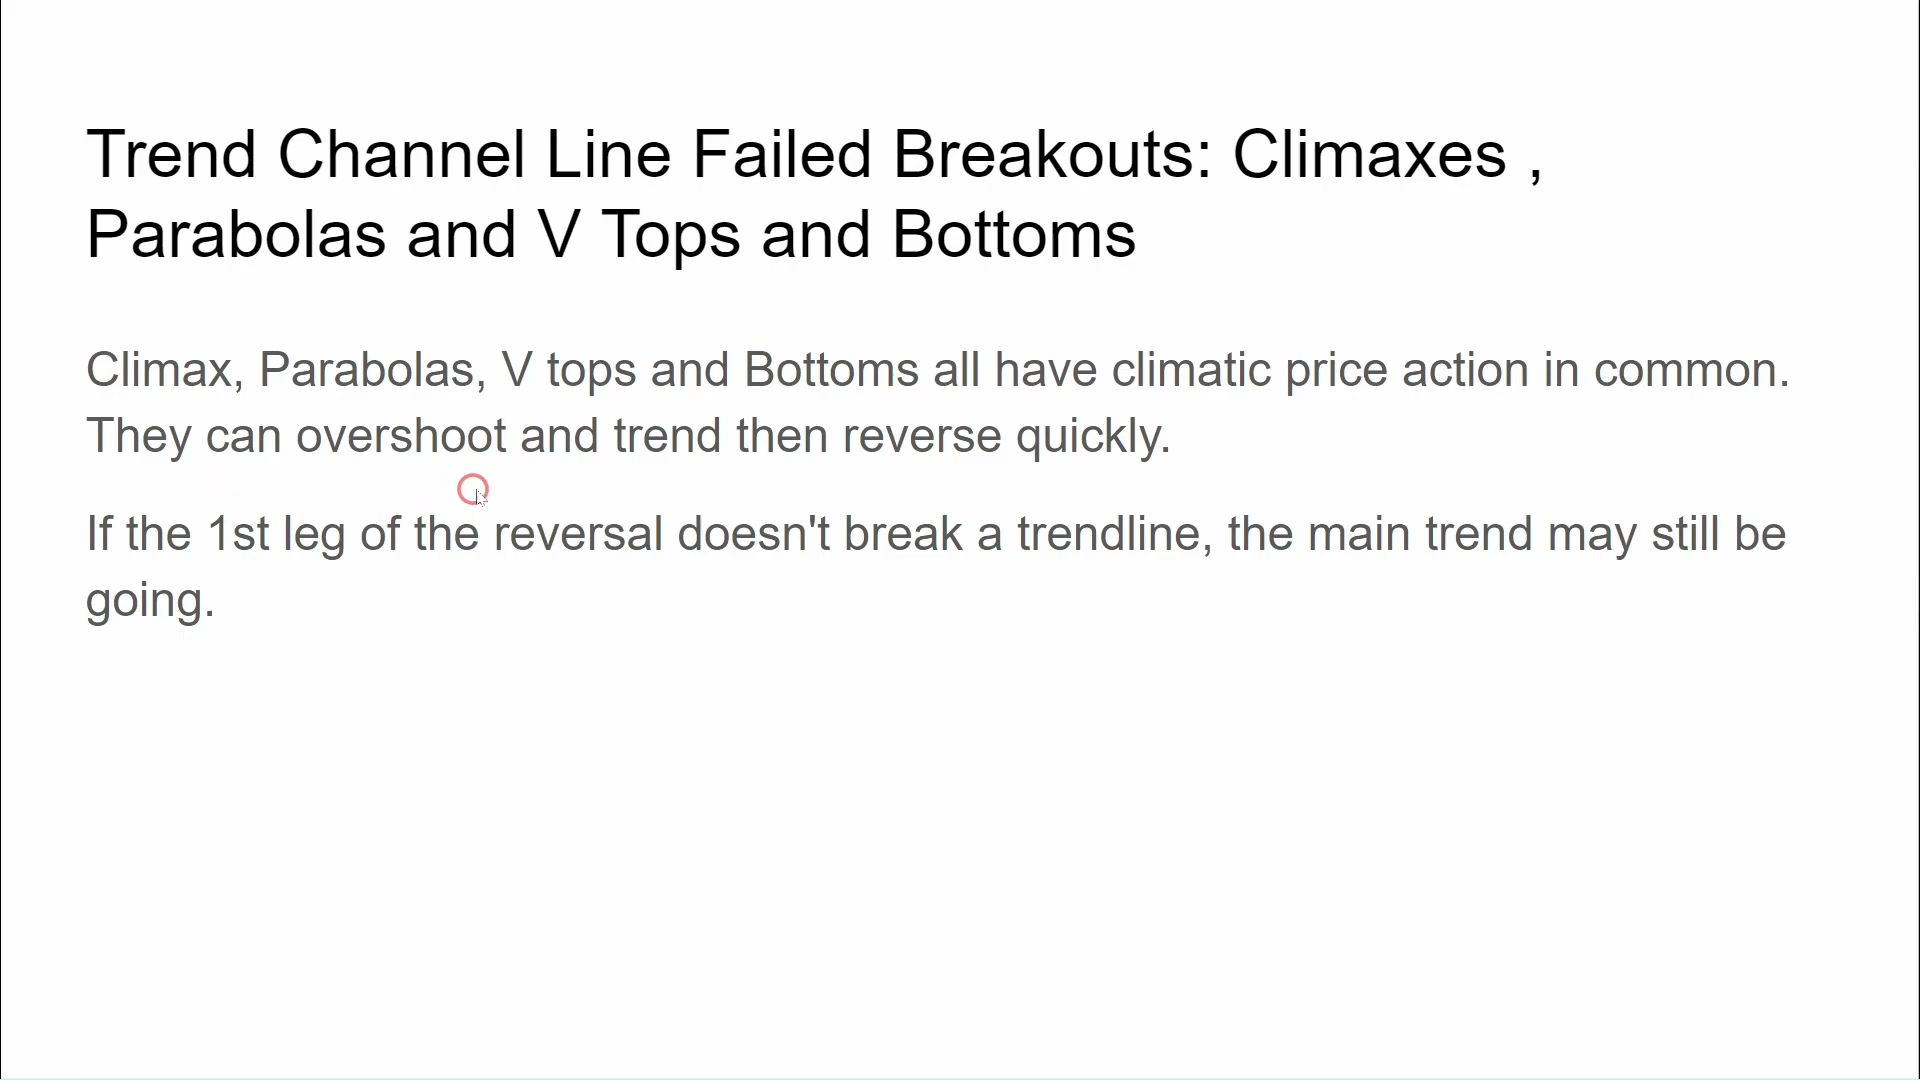 Trend Channel Line Failed Breakouts: Climaxes ,
Parabolas and V Tops and Bottoms
Climax, Parabolas, V tops and Bottoms all have climatic price action in common.
They can overshoot and trend then reverse quickly.
If the 1st leg of the reversal doesn't break a trendline, the main trend may still be
going.